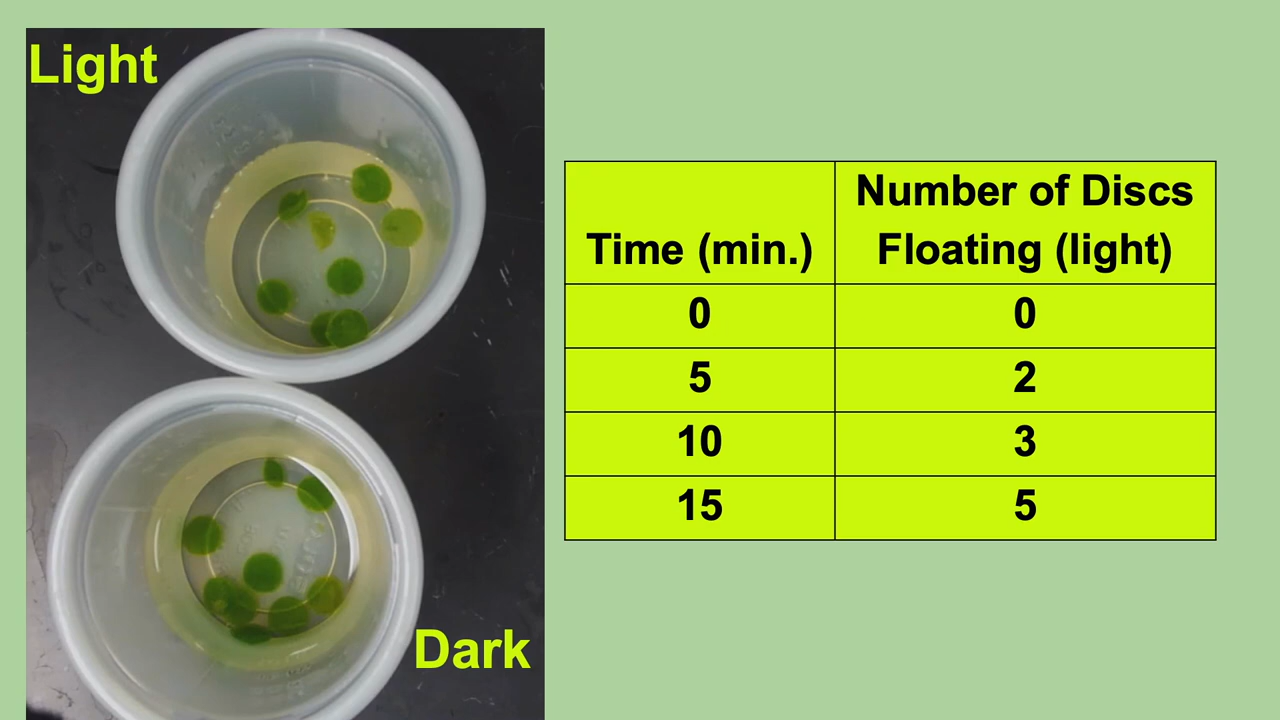 Light
Dark
Number of Discs
Time (min.) Floating (light)
0 0
5 2
10 3
15 5